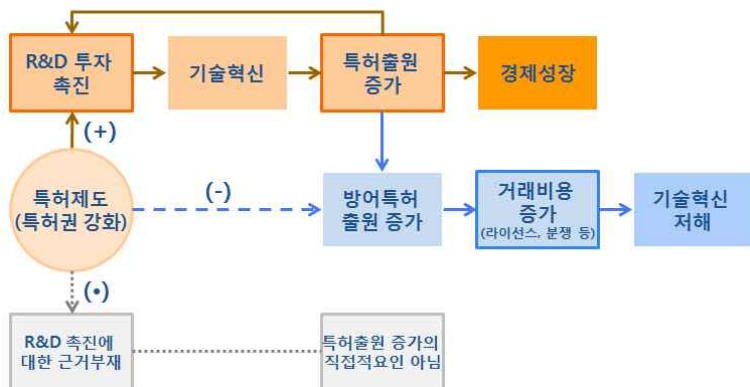 R&D 투자
촉진
기술혁신
특허출원
증가
경제성장
(+)
특허제도
(특허권 강화)
(-)
방어특허
출원 증가
거래비용
증가
(라이선스, 분쟁 등)
기술혁신
저해
(•)
R&D 촉진에
대한 근거부재
특허출원 증가의
직접적요인 아님